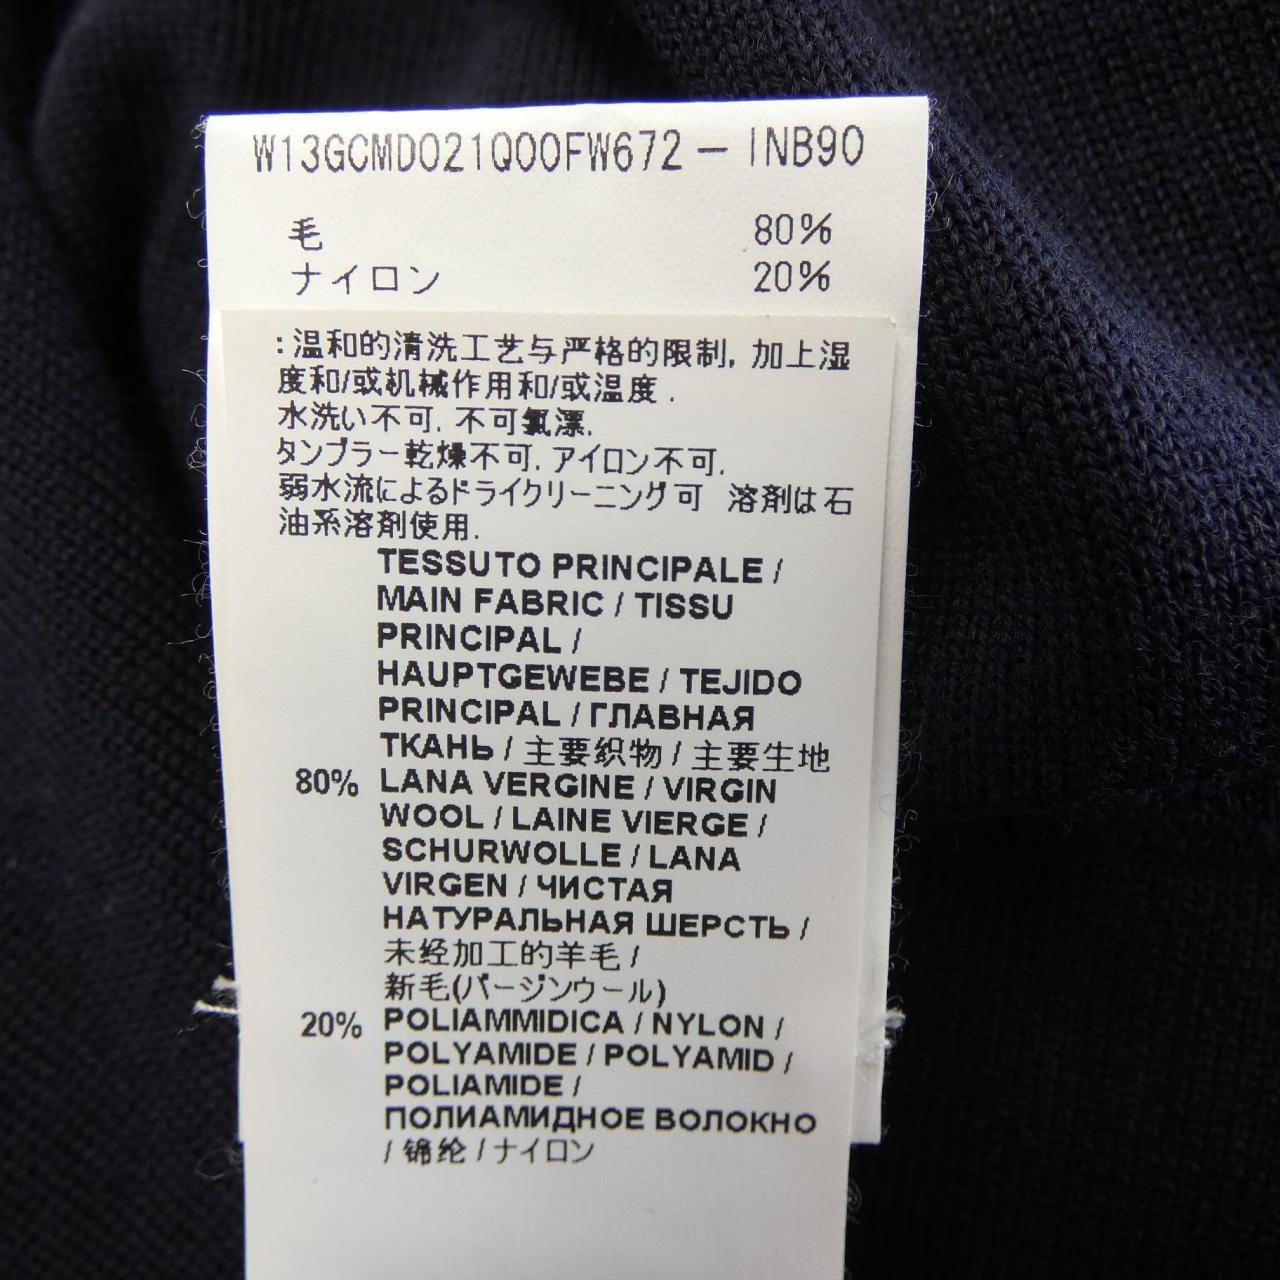 W13GCMD021Q00FW672 - INB90
毛 80%
ナイロン 20%
:温和的清洗工艺与严格的限制, 加上湿
度和/或机械作用和/或温度.
水洗い不可. 不可氯漂.
タンブラー乾燥不可. アイロン不可.
弱水流によるドライクリーニング可 溶剤は石
油系溶剤使用.
TESSUTO PRINCIPALE /
MAIN FABRIC / TISSU
PRINCIPAL /
HAUPTGEWEBE / TEJIDO
PRINCIPAL / ГЛАВНАЯ
ТКАНЬ / 主要织物 / 主要生地
80% LANA VERGINE / VIRGIN
WOOL / LAINE VIERGE /
SCHURWOLLE / LANA
VIRGEN / ЧИСТАЯ
НАТУРАЛЬНАЯ ШЕРСТЬ /
未经加工的羊毛 /
新毛(バージンウール)
20% POLIAMMIDICA / NYLON /
POLYAMIDE / POLYAMID /
POLIAMIDE /
ПОЛИАМИДНОЕ ВОЛОКНО
/ 锦纶 / ナイロン